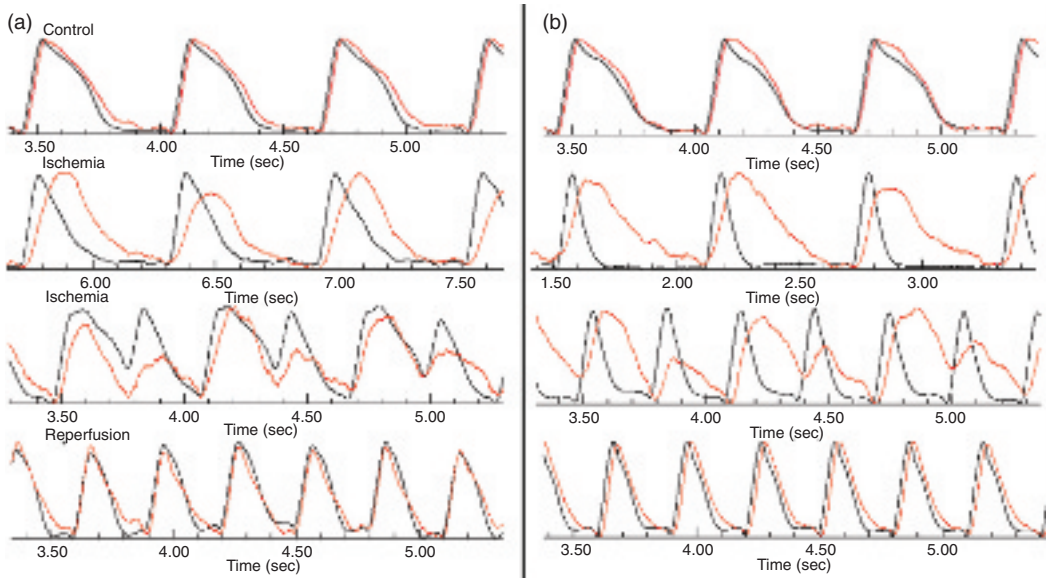 (a)
Control
3.50 4.00 4.50 5.00
Time (sec)
Ischemia
6.00 6.50 7.00 7.50
Time (sec)
Ischemia
3.50 4.00 4.50 5.00
Time (sec)
Reperfusion
3.50 4.00 4.50 5.00
Time (sec)
(b)
3.50 4.00 4.50 5.00
Time (sec)
1.50 2.00 2.50 3.00
Time (sec)
3.50 4.00 4.50 5.00
Time (sec)
3.50 4.00 4.50 5.00
Time (sec)